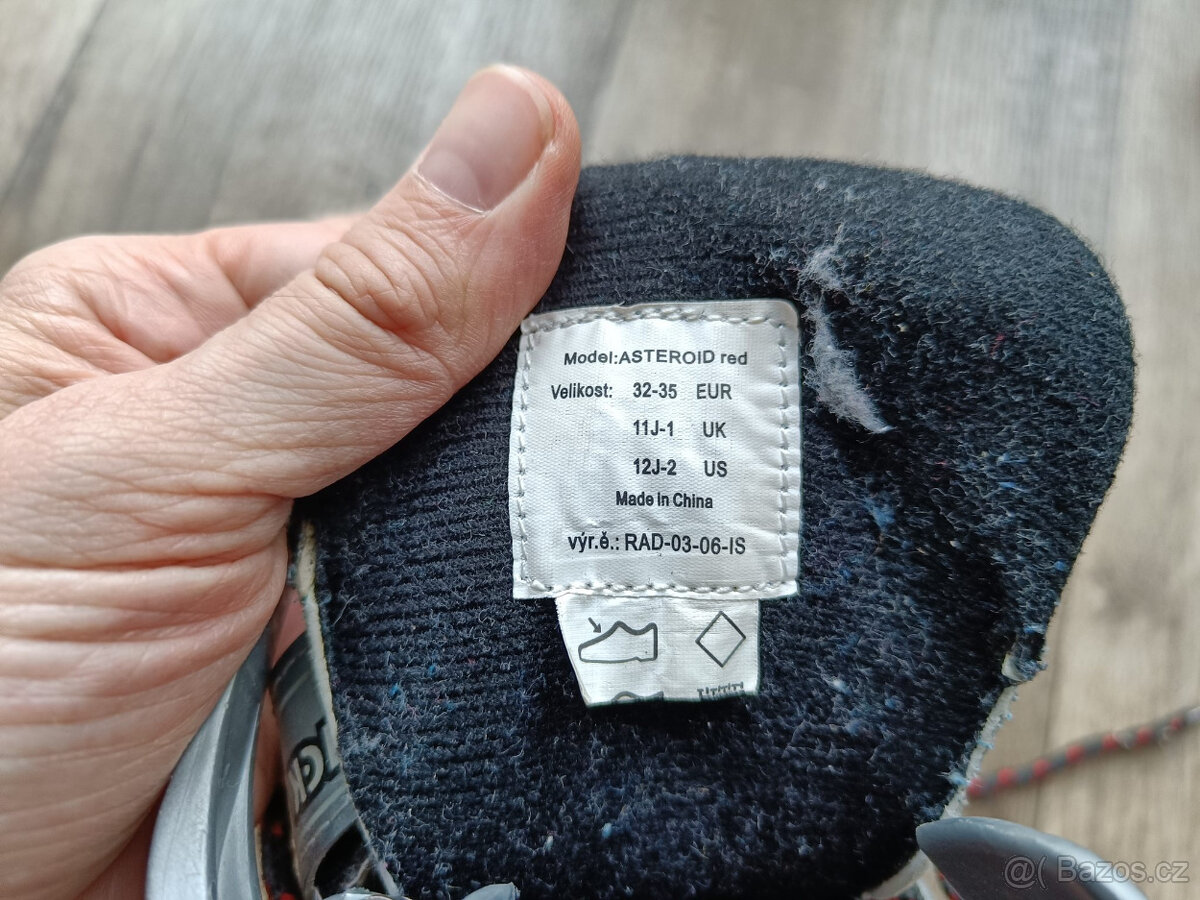 Model:ASTEROID red
Velikost: 32-35 EUR
11J-1 UK
12J-2 US
Made In China
výr.ě.: RAD-03-06-IS
@( Bazos.cz